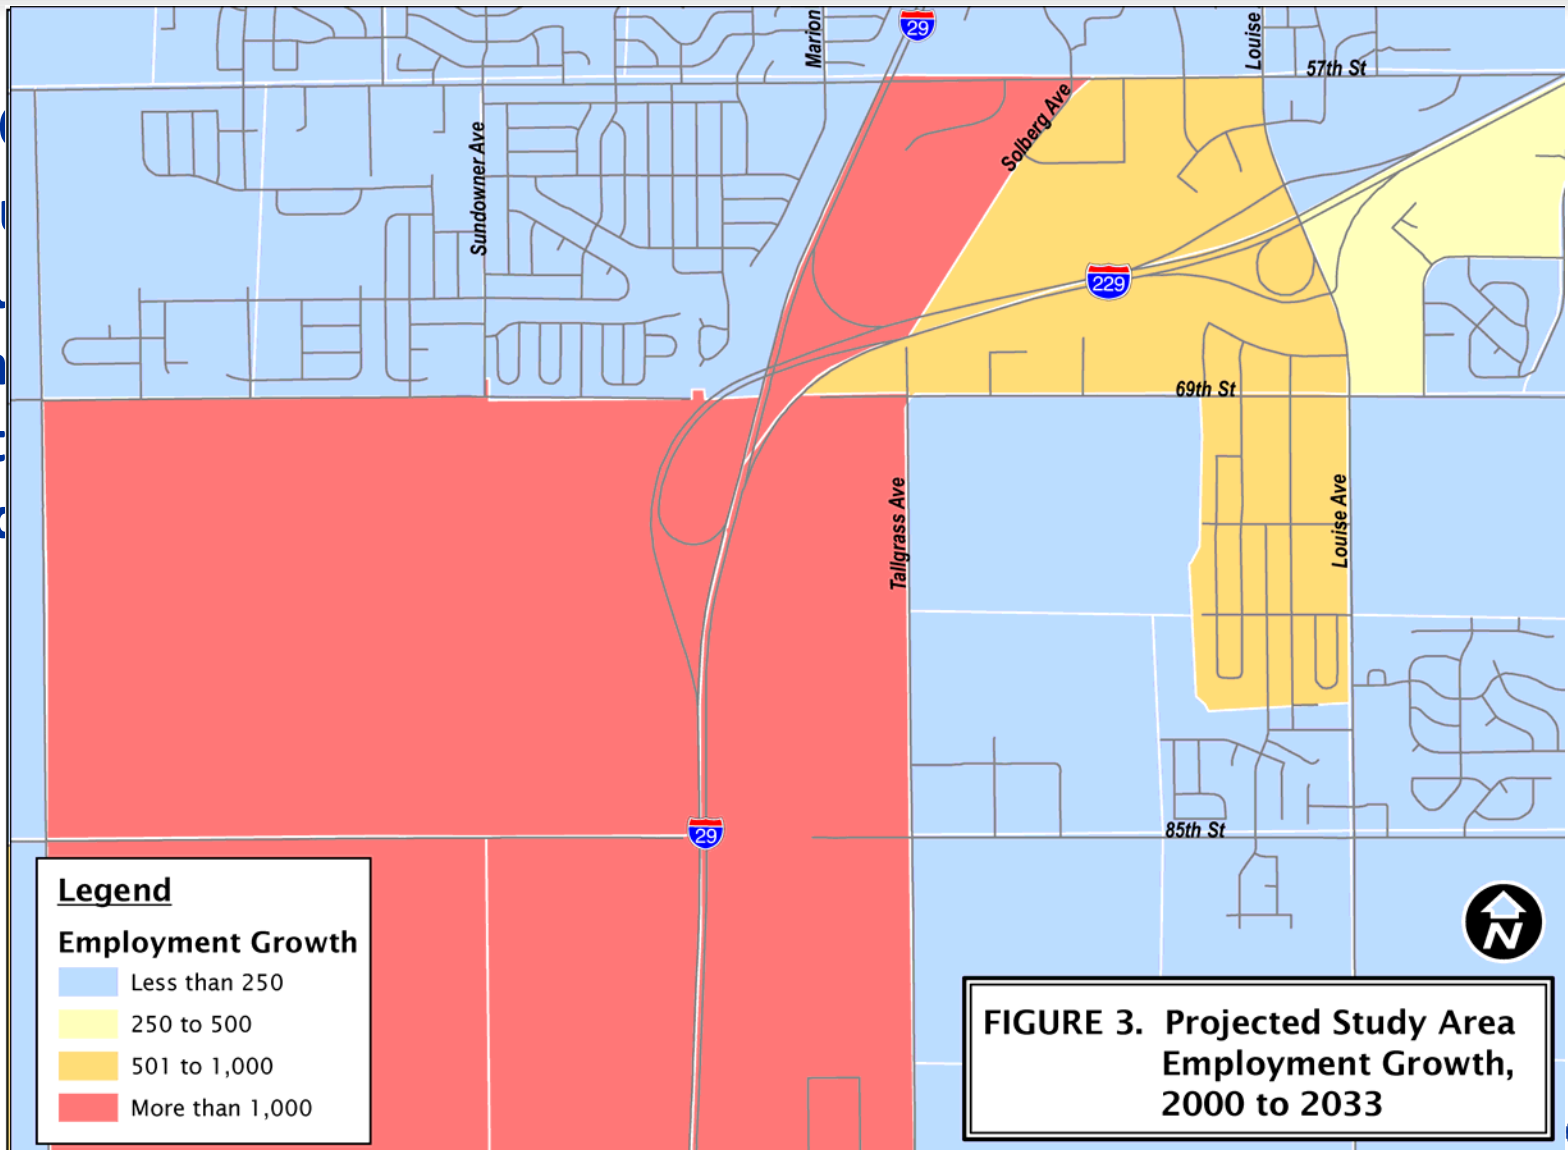 Marion
29
Louise
57th St
Solberg Ave
Sundowner Ave
229
69th St
Tallgrass Ave
Louise Ave
29
85th St
Legend
Employment Growth
Less than 250
250 to 500
501 to 1,000
More than 1,000
N
FIGURE 3. Projected Study Area
Employment Growth,
2000 to 2033